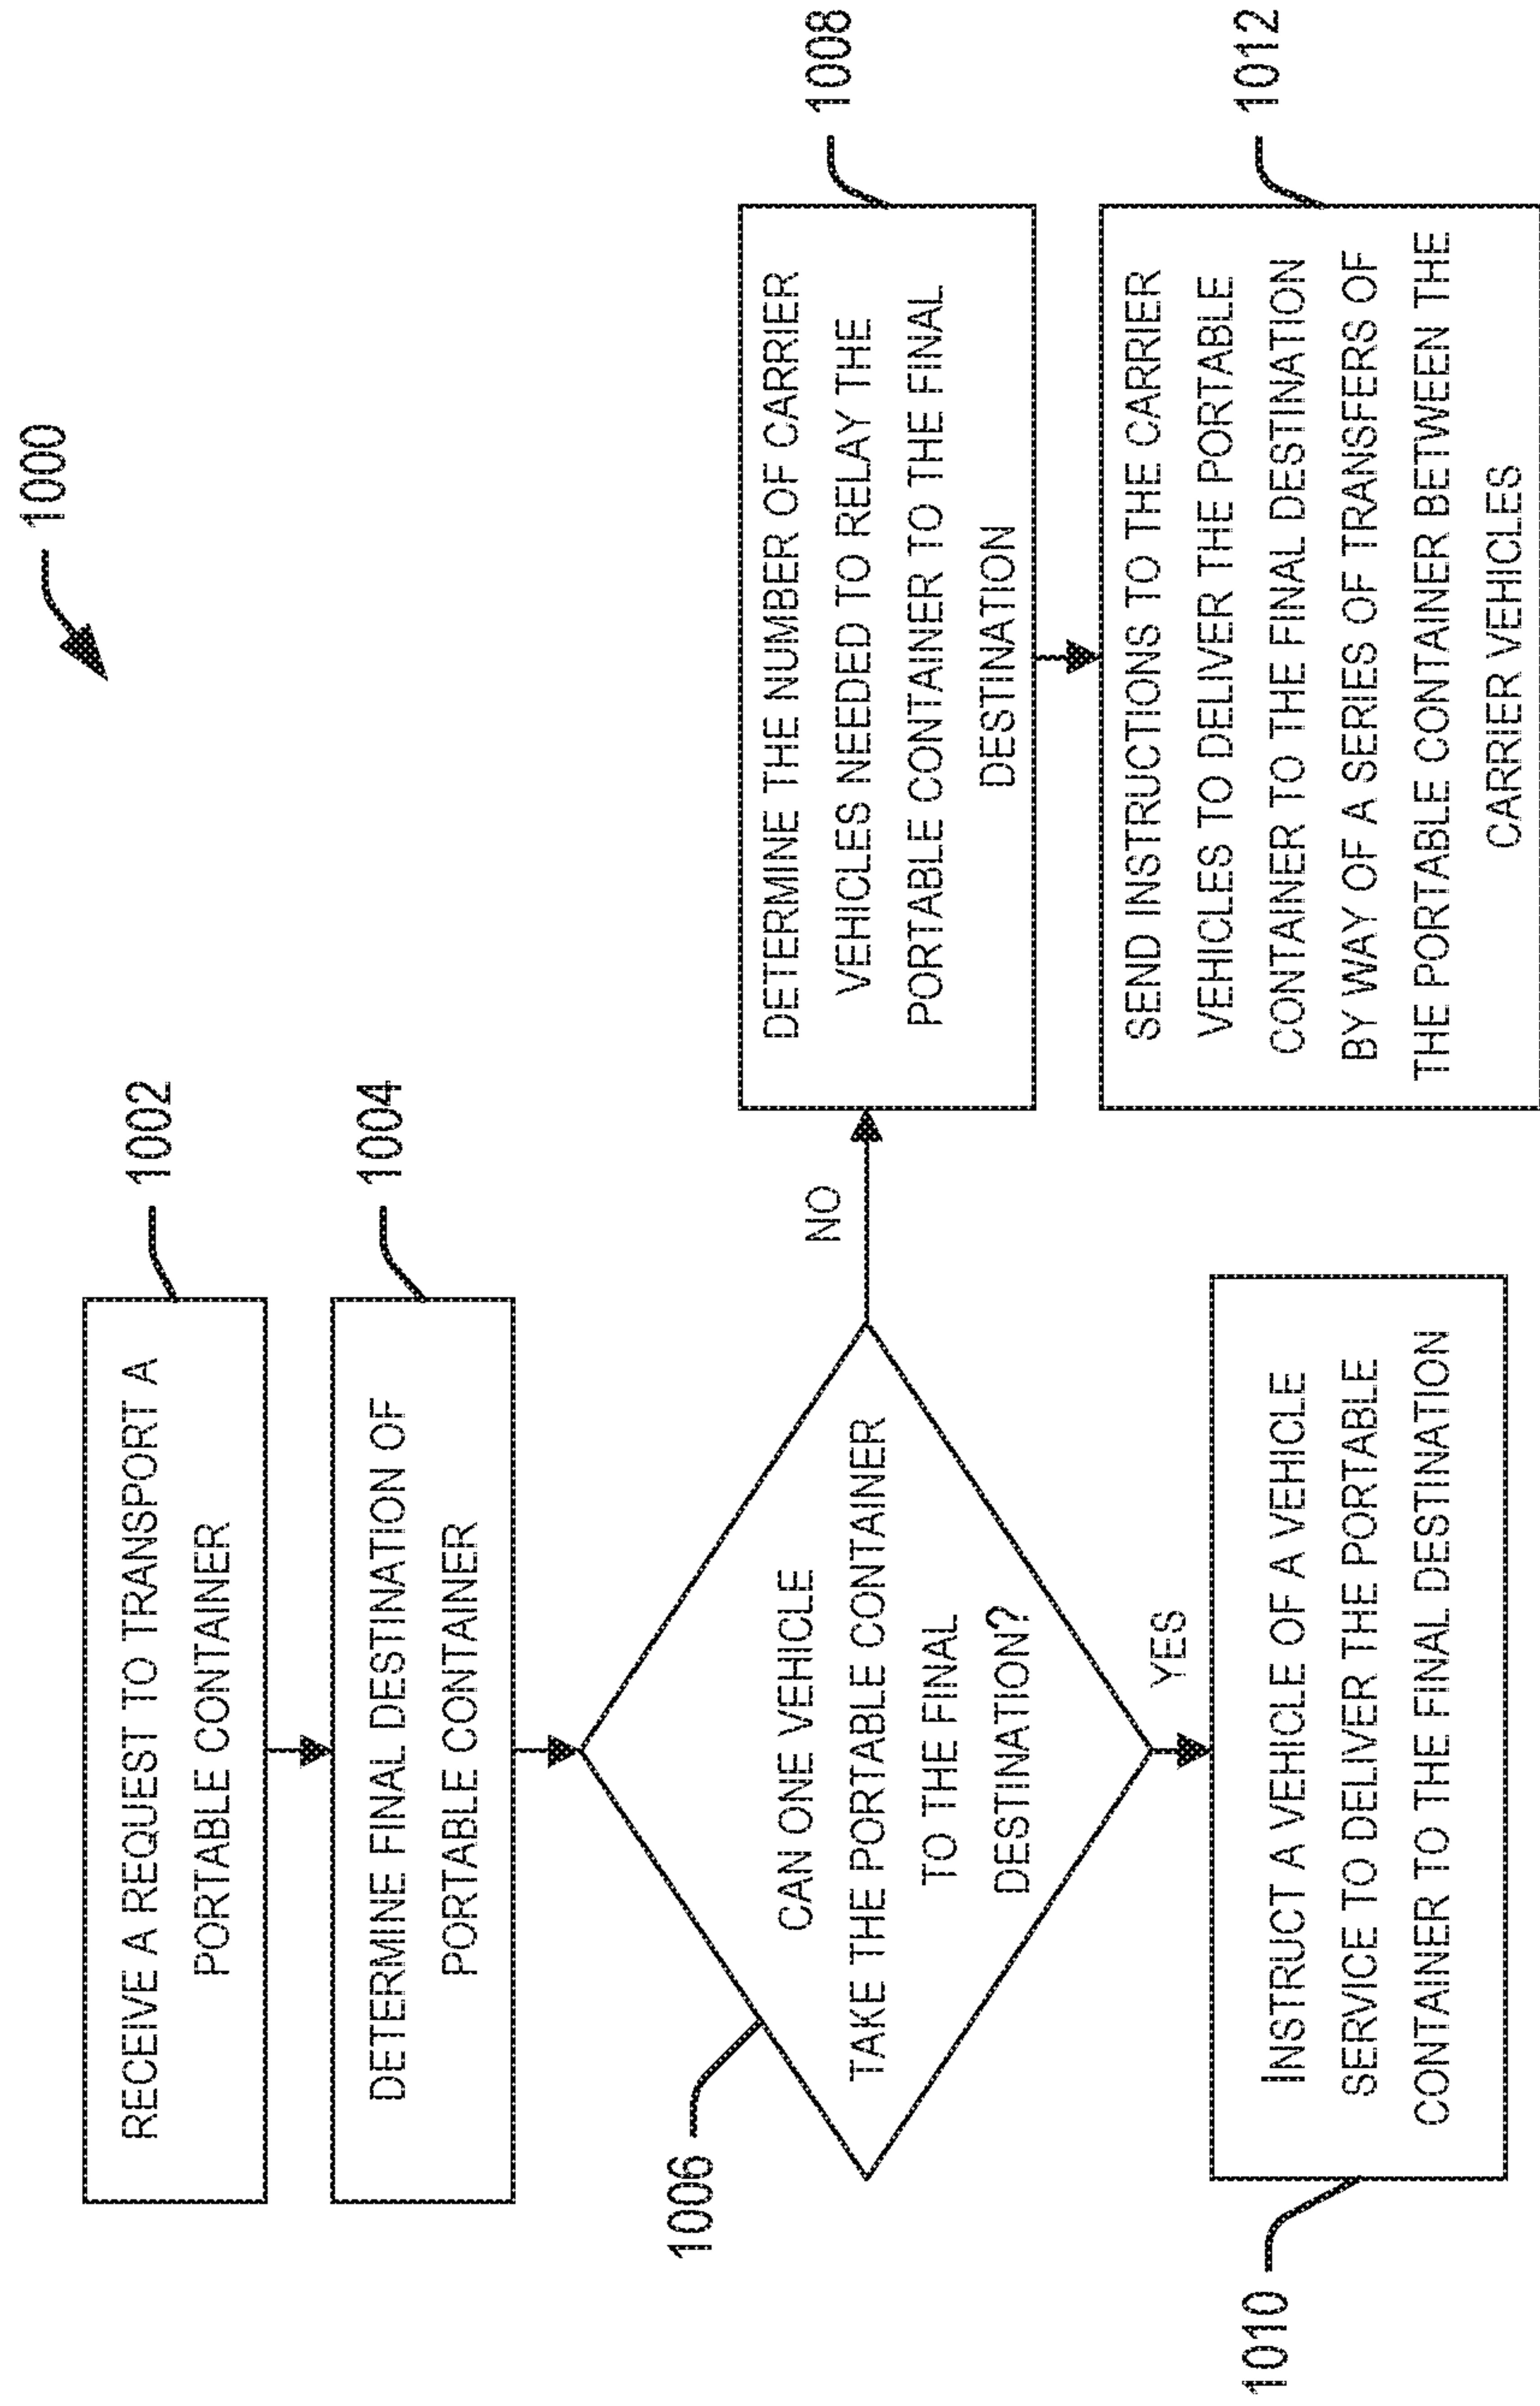 1000
RECEIVE A REQUEST TO TRANSPORT A
PORTABLE CONTAINER
1002
DETERMINE FINAL DESTINATION OF
PORTABLE CONTAINER
1004
CAN ONE VEHICLE
TAKE THE PORTABLE CONTAINER
TO THE FINAL
DESTINATION?
1006
NO
DETERMINE THE NUMBER OF CARRIER
VEHICLES NEEDED TO RELAY THE
PORTABLE CONTAINER TO THE FINAL
DESTINATION
1008
YES
INSTRUCT A VEHICLE OF A VEHICLE
SERVICE TO DELIVER THE PORTABLE
CONTAINER TO THE FINAL DESTINATION
1010
SEND INSTRUCTIONS TO THE CARRIER
VEHICLES TO DELIVER THE PORTABLE
CONTAINER TO THE FINAL DESTINATION
BY WAY OF A SERIES OF TRANSFERS OF
THE PORTABLE CONTAINER BETWEEN THE
CARRIER VEHICLES
1012